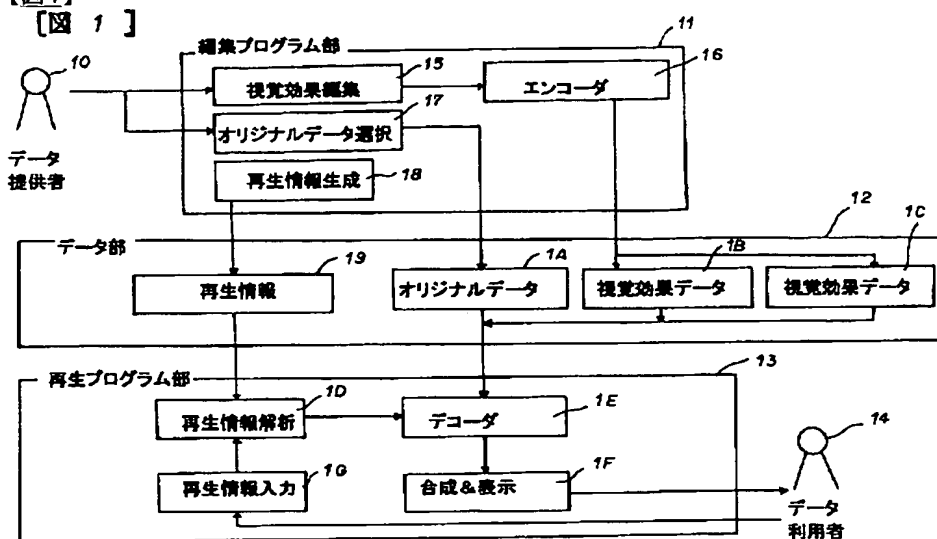 [図 1]
編集プログラム部
11
10
15
視覚効果編集
16
エンコーダ
17
オリジナルデータ選択
データ
提供者
再生情報生成
18
12
データ部
19
再生情報
1A
オリジナルデータ
1B
視覚効果データ
1C
視覚効果データ
13
再生プログラム部
1D
再生情報解析
1E
デコーダ
14
1G
再生情報入力
1F
合成&表示
データ
利用者